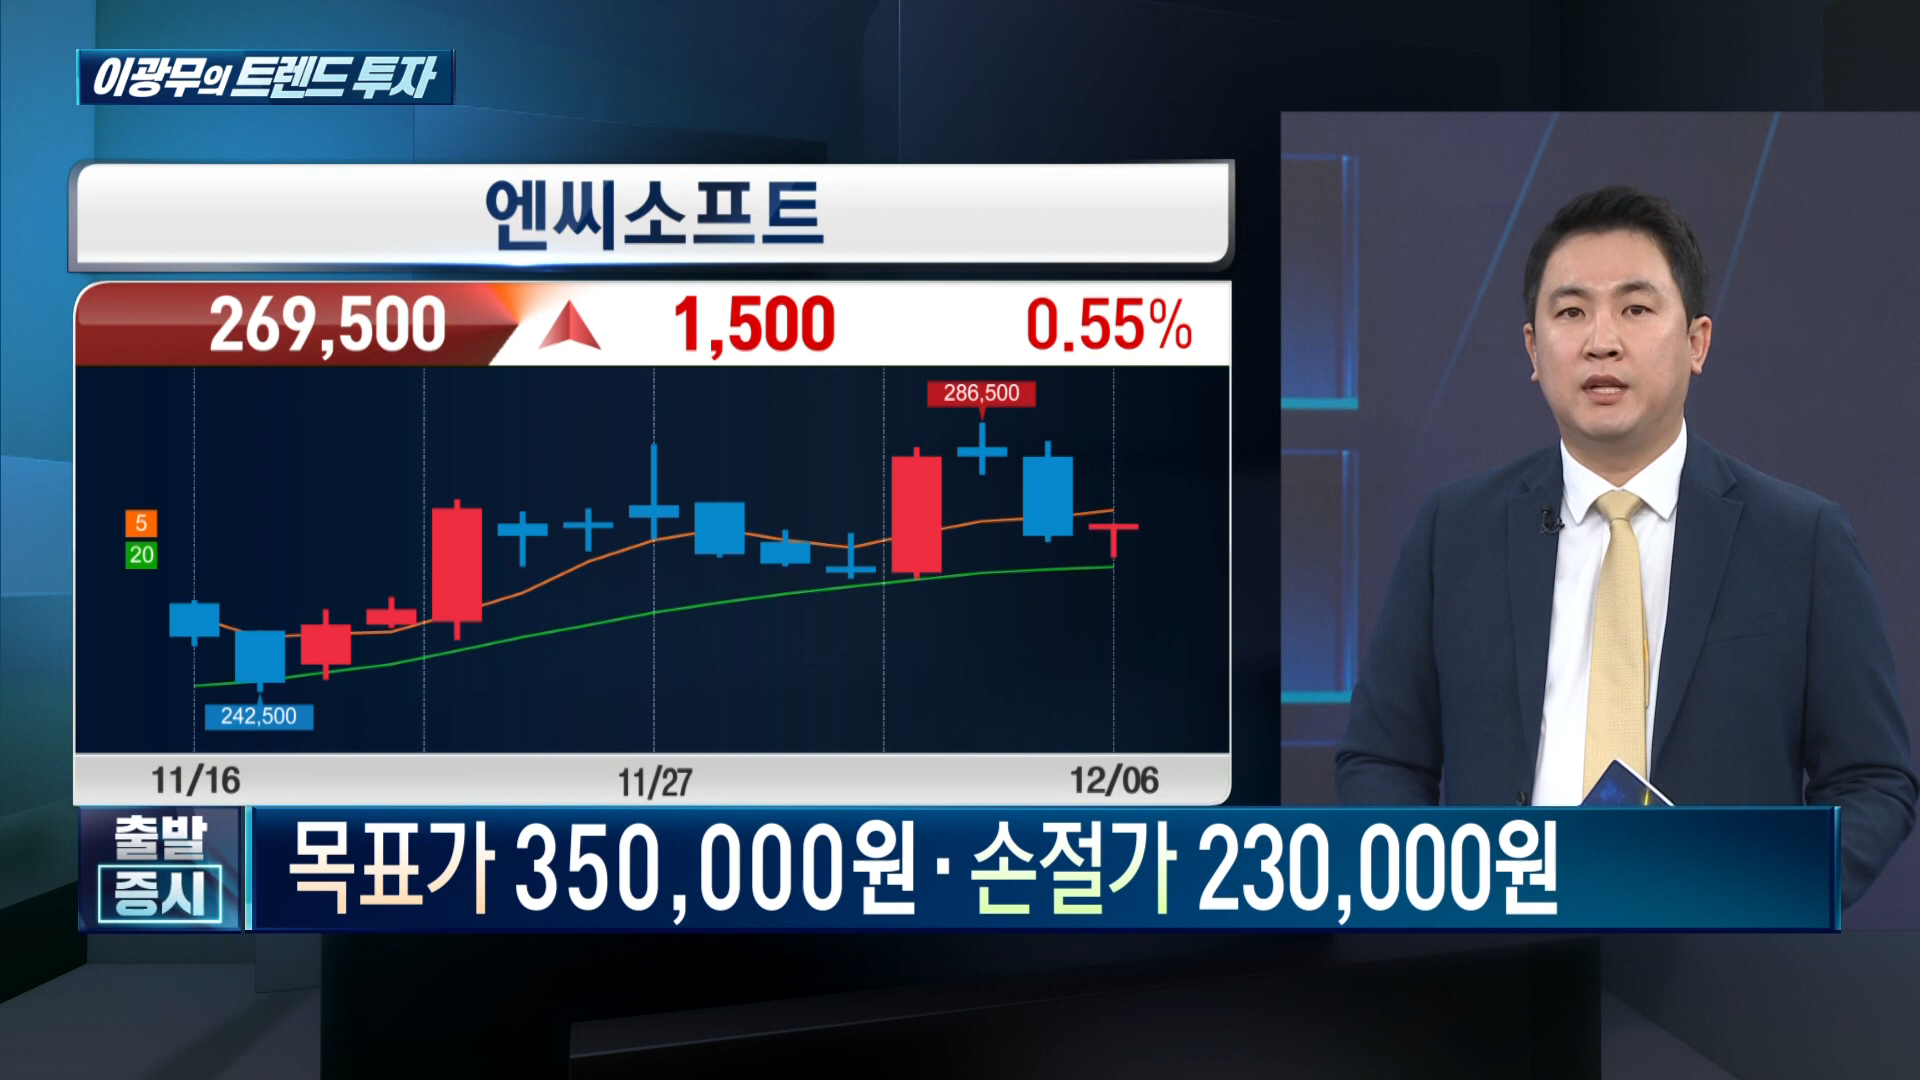 이광무의 트렌드 투자
엔씨소프트
269,500 ▲ 1,500 0.55%
286,500
5
20
242,500
11/16 11/27 12/06
출발
증시
목표가 350,000원 · 손절가 230,000원